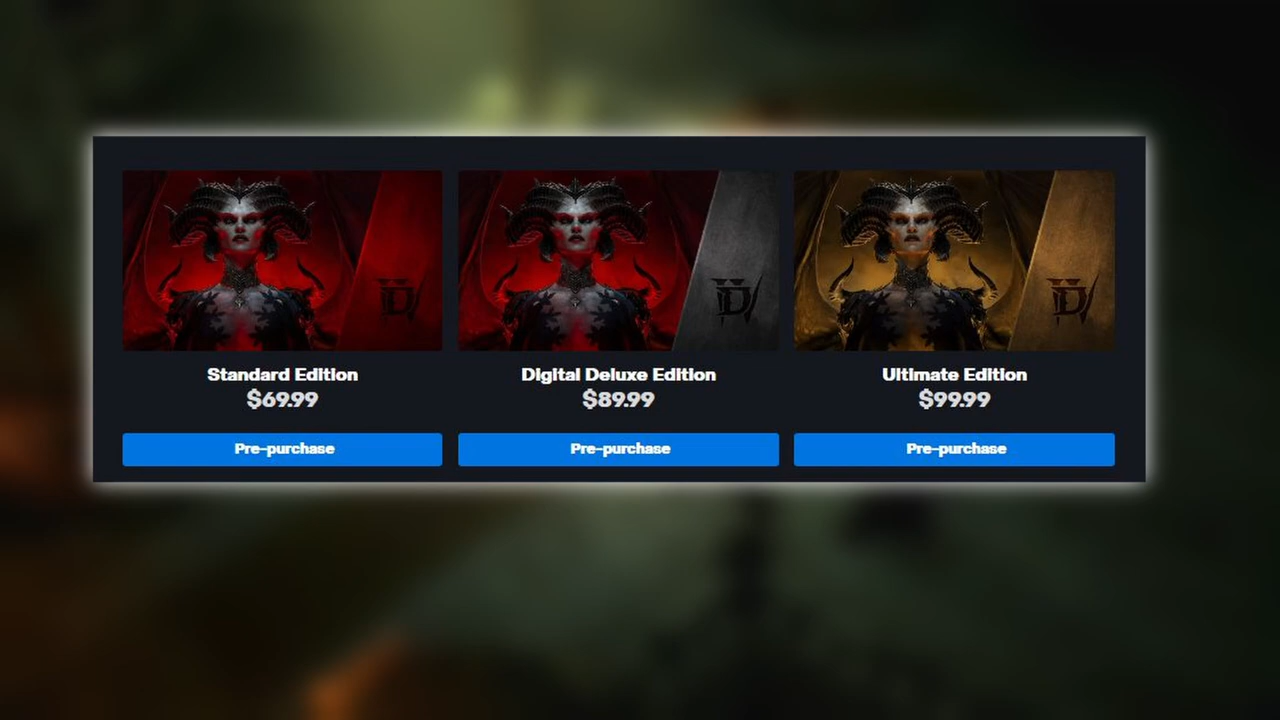 Standard Edition
$69.99
Pre-purchase
Digital Deluxe Edition
$89.99
Pre-purchase
Ultimate Edition
$99.99
Pre-purchase